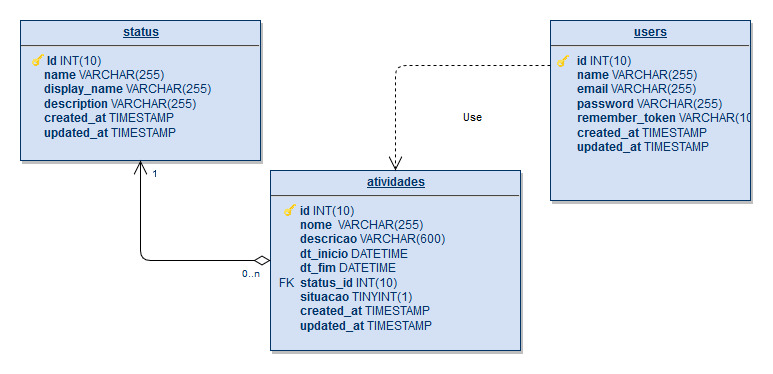 status
Id INT(10)
name VARCHAR(255)
display_name VARCHAR(255)
description VARCHAR(255)
created_at TIMESTAMP
updated_at TIMESTAMP
users
id INT(10)
name VARCHAR(255)
email VARCHAR(255)
password VARCHAR(255)
remember_token VARCHAR(10
created_at TIMESTAMP
updated_at TIMESTAMP
Use
1
0..n
atividades
id INT(10)
nome VARCHAR(255)
descricao VARCHAR(600)
dt_inicio DATETIME
dt_fim DATETIME
FK status_id INT(10)
situacao TINYINT(1)
created_at TIMESTAMP
updated_at TIMESTAMP